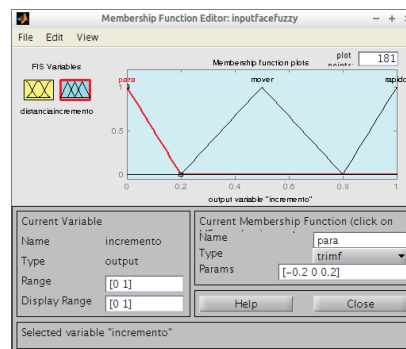 Membership Function Editor: inputfacefuzzy
File Edit View
FIS Variables
distancia incremento
Membership function plots
plot points: 181
para mover rapido
1
0.5
0
0 0.2 0.4 0.6 0.8 1
output variable "incremento"
Current Variable
Name incremento
Type output
Range [0 1]
Display Range [0 1]
Current Membership Function (click on
Name para
Type trimf
Params [-0.2 0 0.2]
Help Close
Selected variable "incremento"